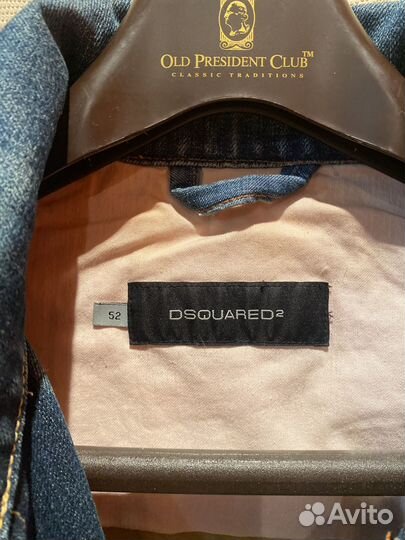 OLD PRESIDENT CLUB™
CLASSIC TRADITIONS
52
DSQUARED²
Avito